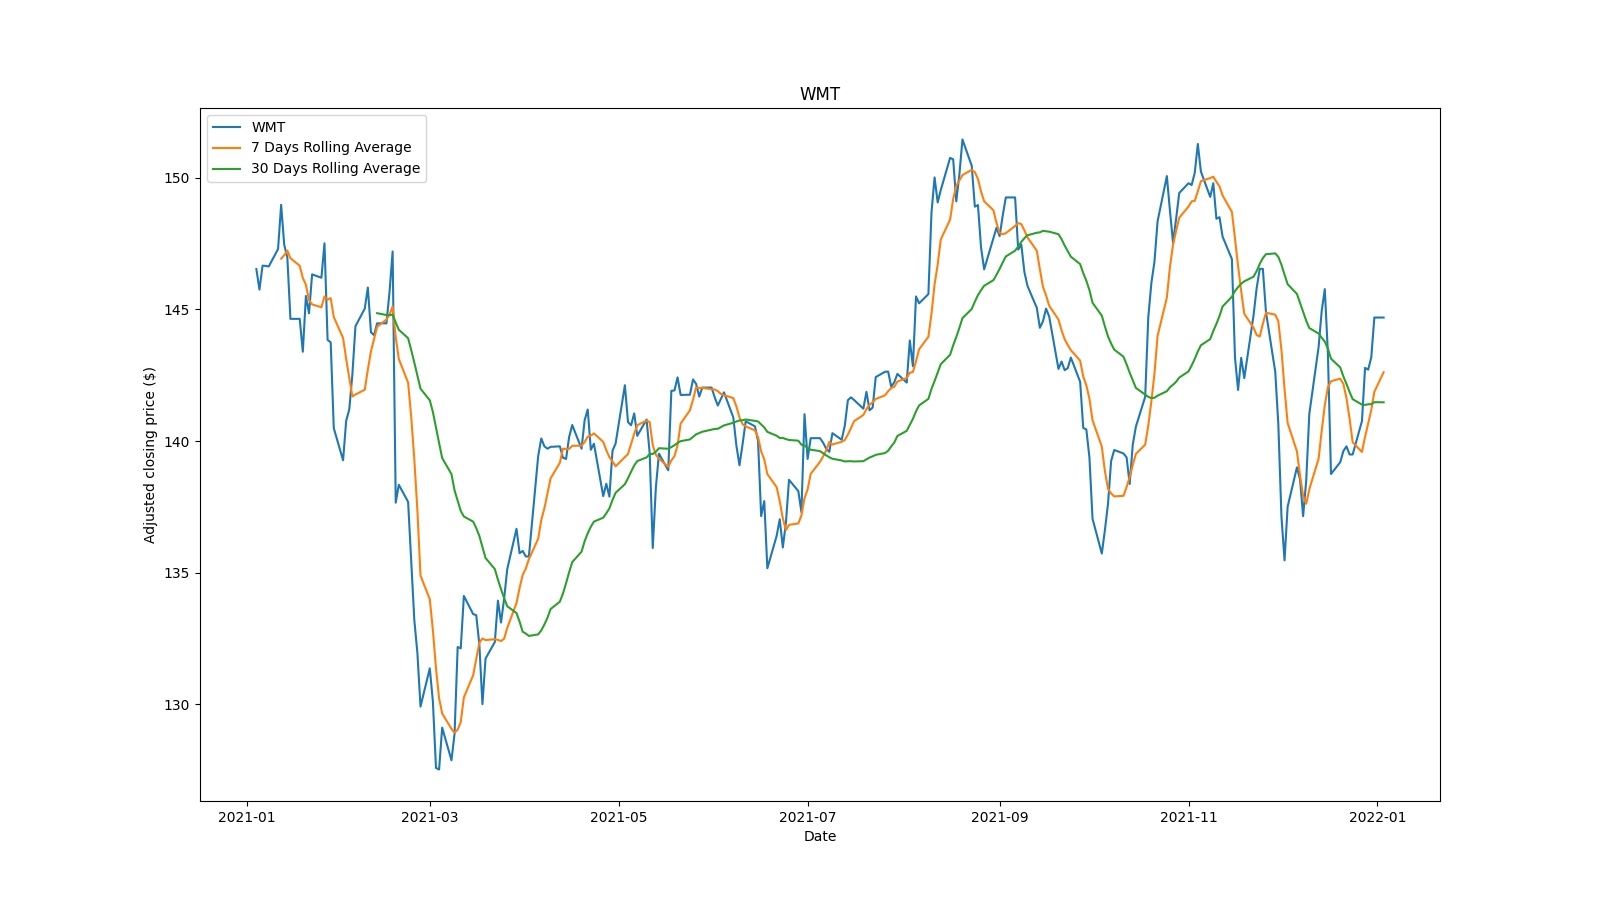 WMT
WMT
7 Days Rolling Average
30 Days Rolling Average
150
145
140
135
130
Adjusted closing price ($)
2021-01 2021-03 2021-05 2021-07 2021-09 2021-11 2022-01
Date